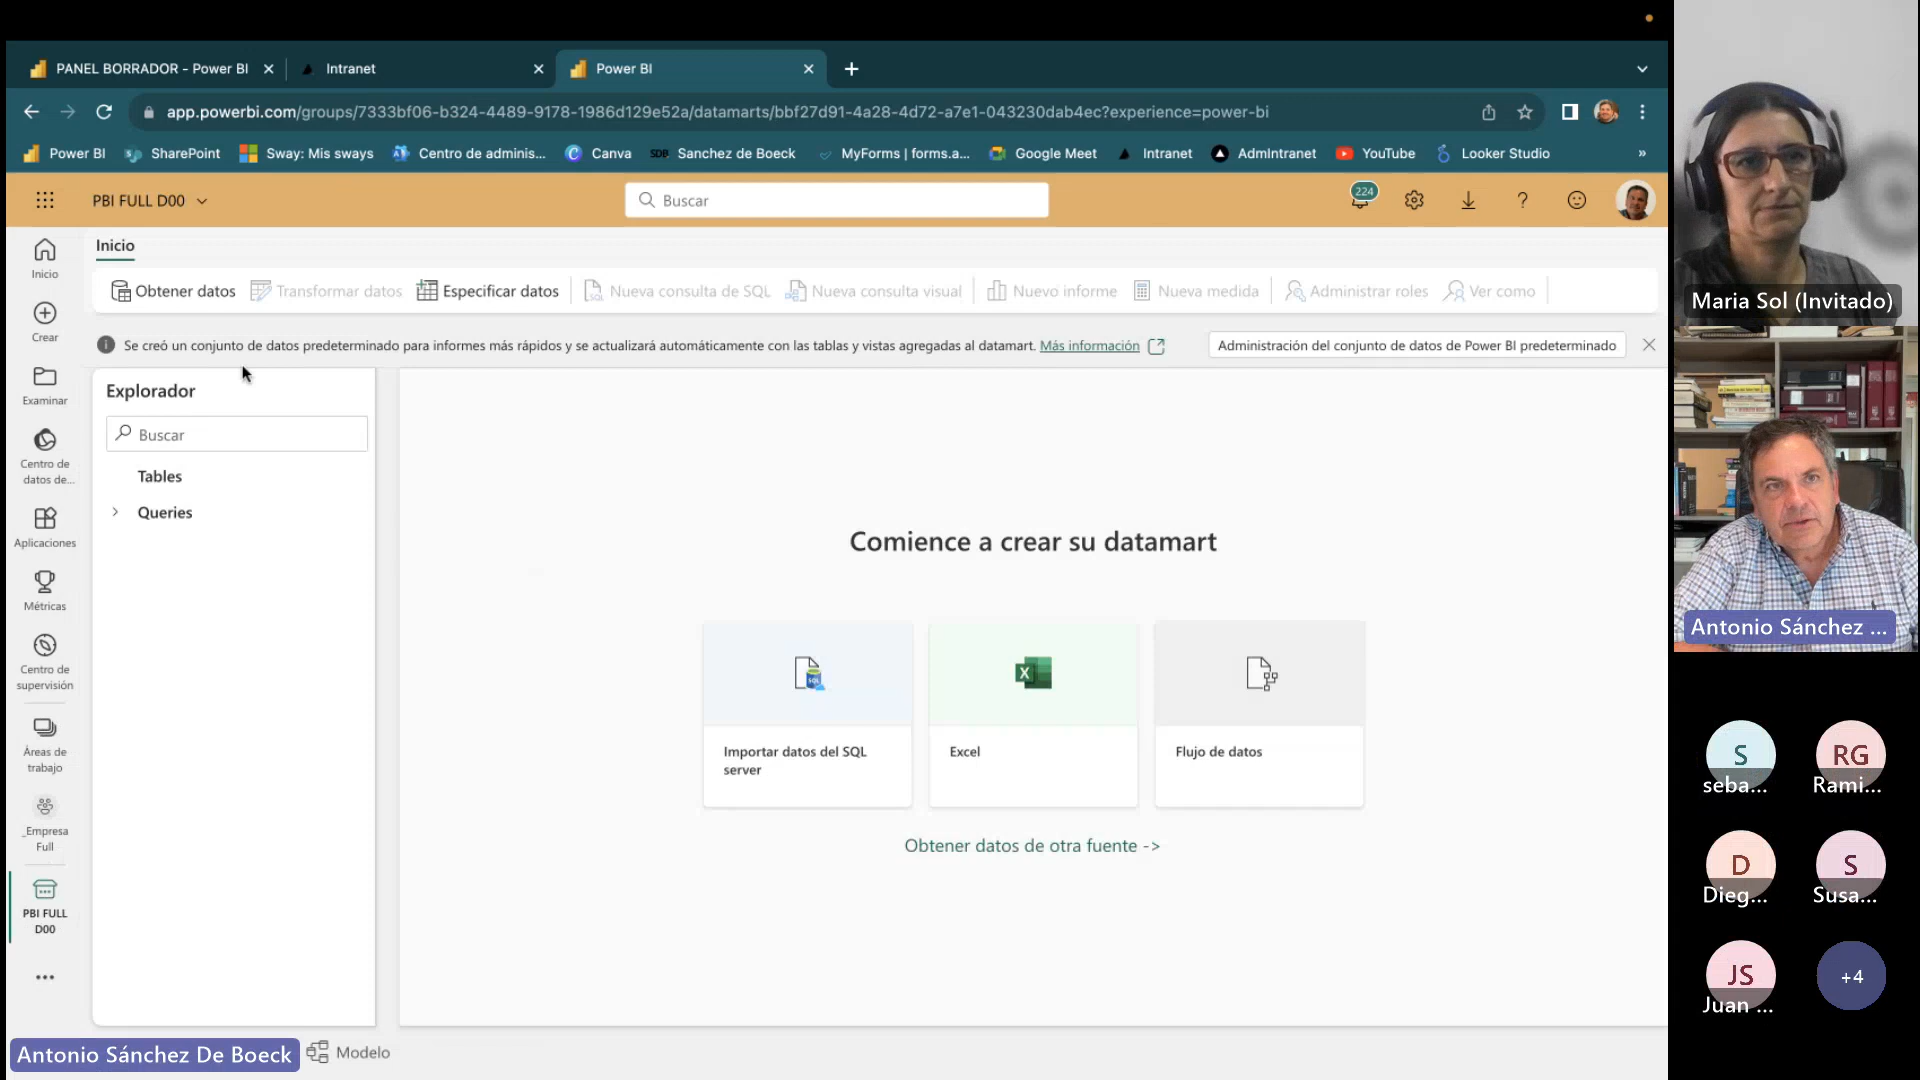 PANEL BORRADOR - Power BI
Intranet
Power BI
app.powerbi.com/groups/7333bf06-b324-4489-9178-1986d129e52a/datamarts/bbf27d91-4a28-4d72-a7e1-043230dab4ec?experience=power-bi
Power BI
SharePoint
Sway: Mis sways
Centro de adminis...
Canva
SDB Sanchez de Boeck
MyForms | forms.a...
Google Meet
Intranet
AdmIntranet
YouTube
Looker Studio
»
PBI FULL D00
Buscar
224
?
Inicio
Obtener datos
Transformar datos
Especificar datos
Nueva consulta de SQL
Nueva consulta visual
Nuevo informe
Nueva medida
Administrar roles
Ver como
Se creó un conjunto de datos predeterminado para informes más rápidos y se actualizará automáticamente con las tablas y vistas agregadas al datamart. Más información
Administración del conjunto de datos de Power BI predeterminado
Inicio
Crear
Examinar
Centro de
datos de...
Aplicaciones
Métricas
Centro de
supervisión
Áreas de
trabajo
_Empresa
Full
PBI FULL
D00
Explorador
Buscar
Tables
Queries
Comience a crear su datamart
SQL
Importar datos del SQL
server
X
Excel
Flujo de datos
Obtener datos de otra fuente ->
Antonio Sánchez De Boeck
Modelo
Maria Sol (Invitado)
Antonio Sánchez ...
S
seba...
RG
Rami...
D
Dieg...
S
Susa...
JS
Juan ...
+4